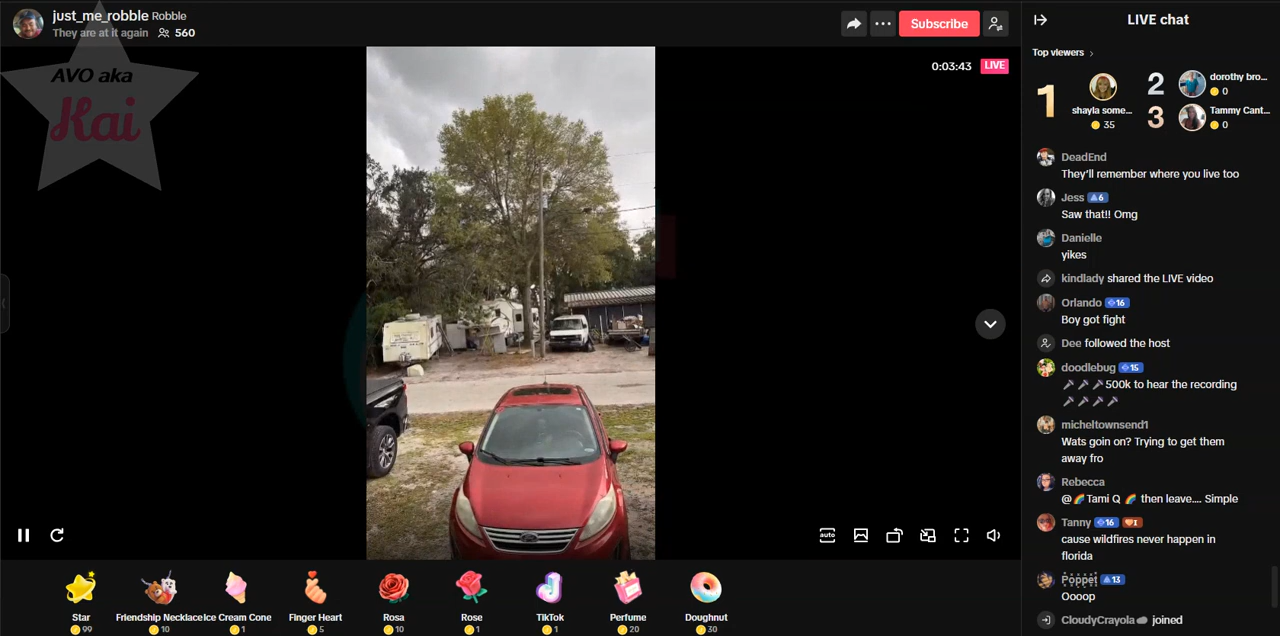 just_me_robble Robble
They are at it again 560
Subscribe
AVO aka
Kai
0:03:43 LIVE
auto
Star
99
Friendship Necklace
10
Ice Cream Cone
1
Finger Heart
5
Rosa
10
Rose
1
TikTok
1
Perfume
20
Doughnut
30
LIVE chat
Top viewers
1
shayla some...
35
2
dorothy bro...
0
3
Tammy Cant...
0
DeadEnd
They'll remember where you live too
Jess 6
Saw that!! Omg
Danielle
yikes
kindlady shared the LIVE video
Orlando 16
Boy got fight
Dee followed the host
doodlebug 15
500k to hear the recording
micheltownsend1
Wats goin on? Trying to get them
away fro
Rebecca
@🌈Tami Q 🌈 then leave.... Simple
Tanny 16 I
cause wildfires never happen in
florida
Poppet 13
Oooop
CloudyCrayola joined